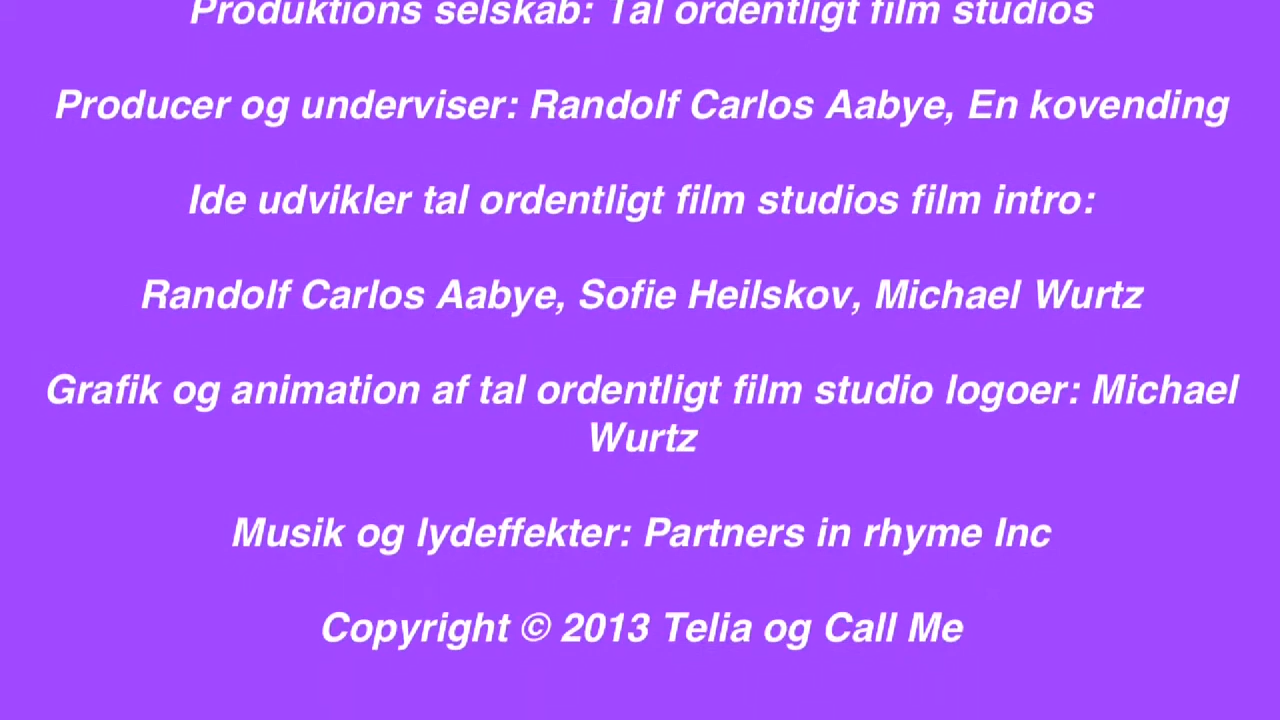 Produktions selskab: Tal ordentligt film studios
Producer og underviser: Randolf Carlos Aabye, En kovending
Ide udvikler tal ordentligt film studios film intro:
Randolf Carlos Aabye, Sofie Heilskov, Michael Wurtz
Grafik og animation af tal ordentligt film studio logoer: Michael
Wurtz
Musik og lydeffekter: Partners in rhyme Inc
Copyright © 2013 Telia og Call Me